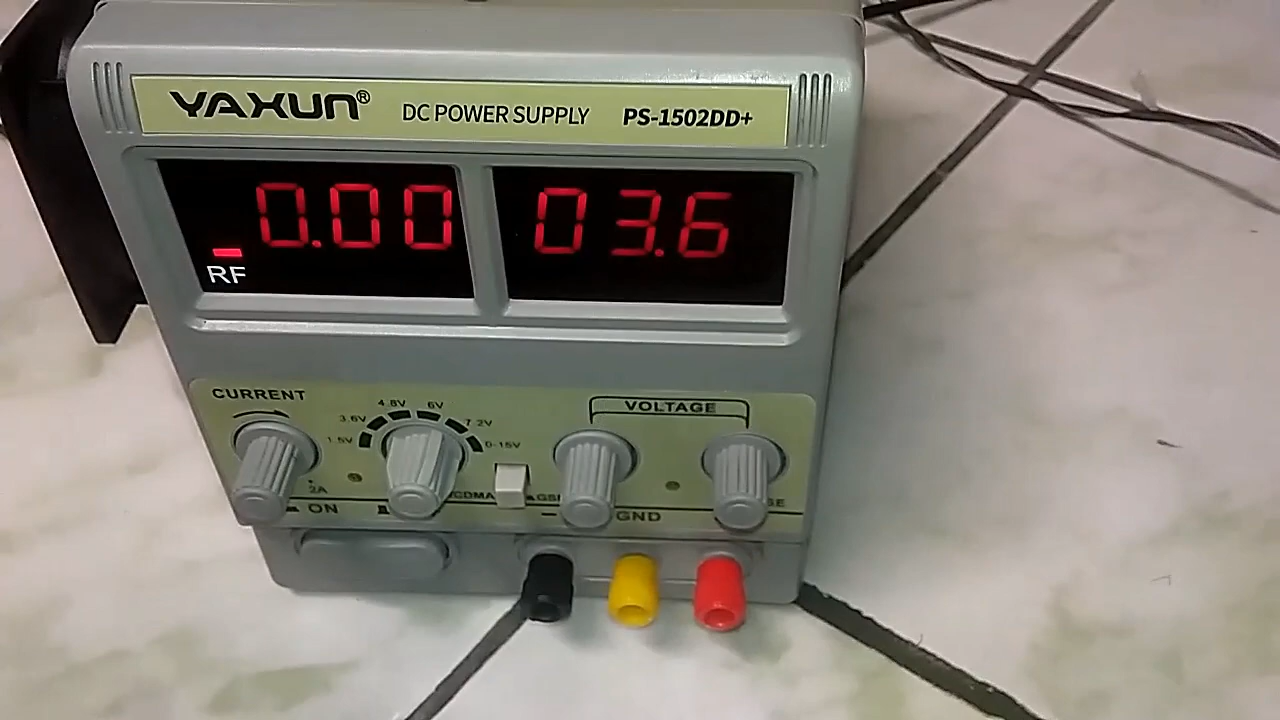 YAXUN® DC POWER SUPPLY PS-1502DD+
0.00 03.6
RF
CURRENT
1.5V 3.6V 4.8V 6V 7.2V 0-15V
VOLTAGE
2A
CDMA
ON
GND